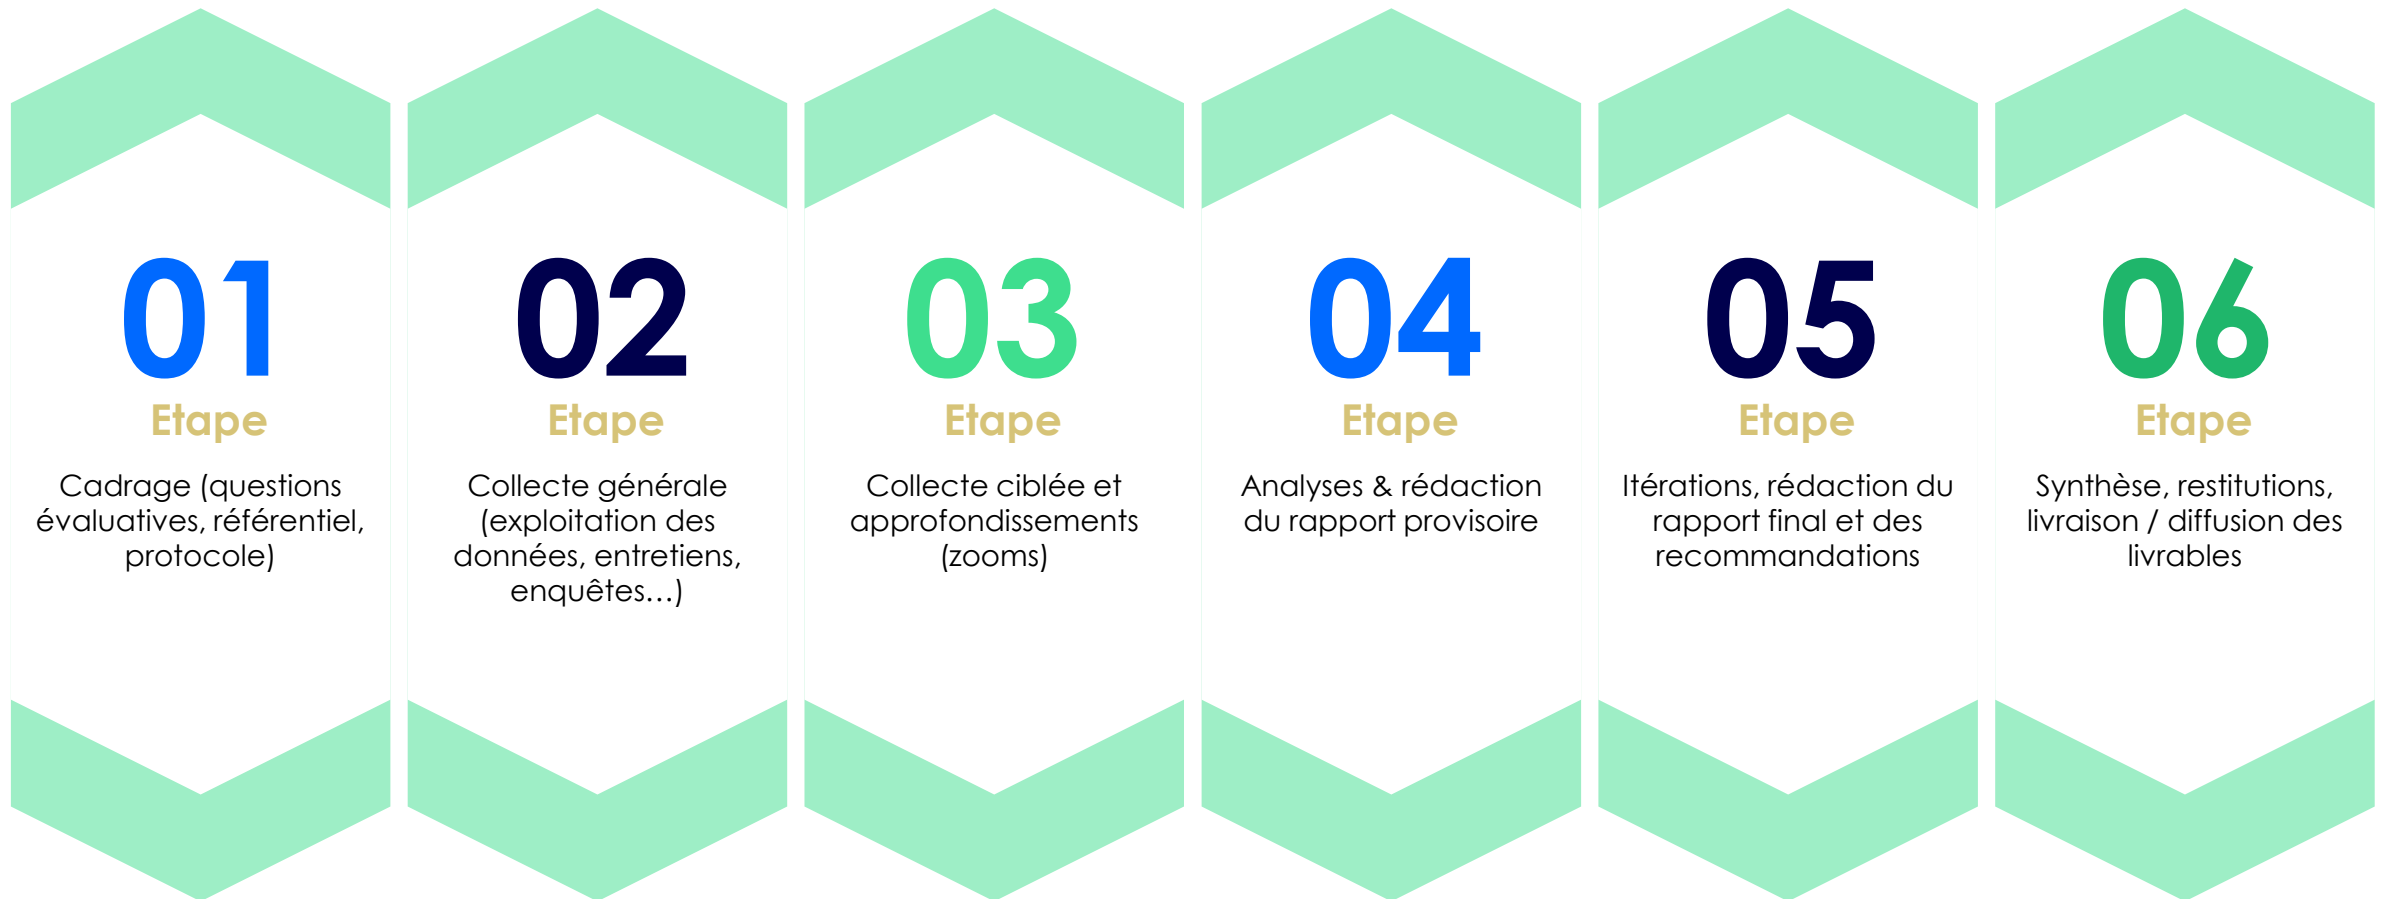 01
Etape
Cadrage (questions
évaluatives, référentiel,
protocole)
02
Etape
Collecte générale
(exploitation des
données, entretiens,
enquêtes…)
03
Etape
Collecte ciblée et
approfondissements
(zooms)
04
Etape
Analyses & rédaction
du rapport provisoire
05
Etape
Itérations, rédaction du
rapport final et des
recommandations
06
Etape
Synthèse, restitutions,
livraison / diffusion des
livrables